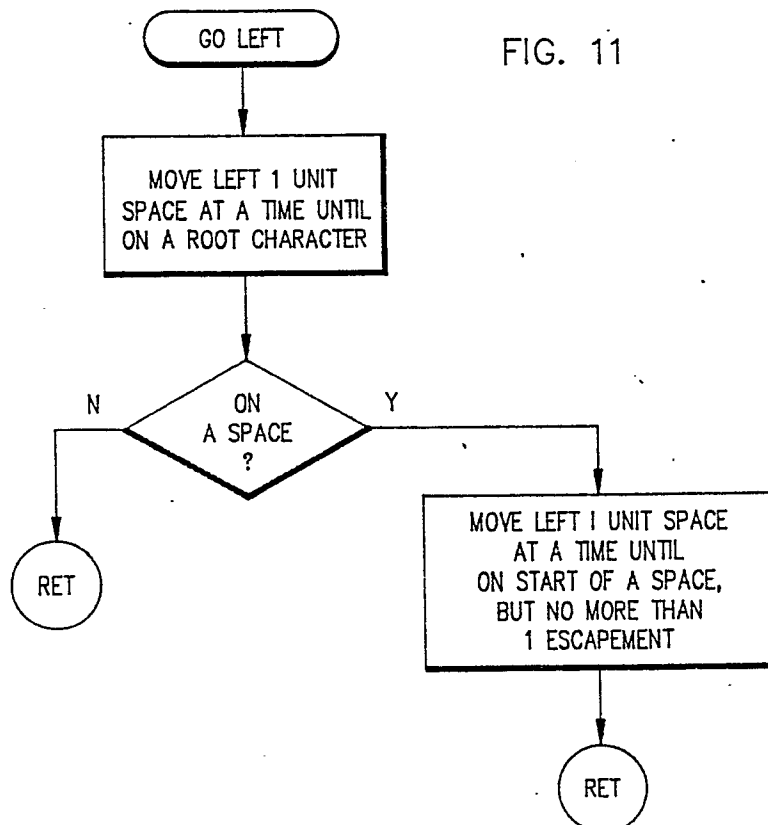 GO LEFT
FIG. 11
MOVE LEFT 1 UNIT
SPACE AT A TIME UNTIL
ON A ROOT CHARACTER
N
ON
A SPACE
?
Y
RET
MOVE LEFT I UNIT SPACE
AT A TIME UNTIL
ON START OF A SPACE,
BUT NO MORE THAN
1 ESCAPEMENT
RET